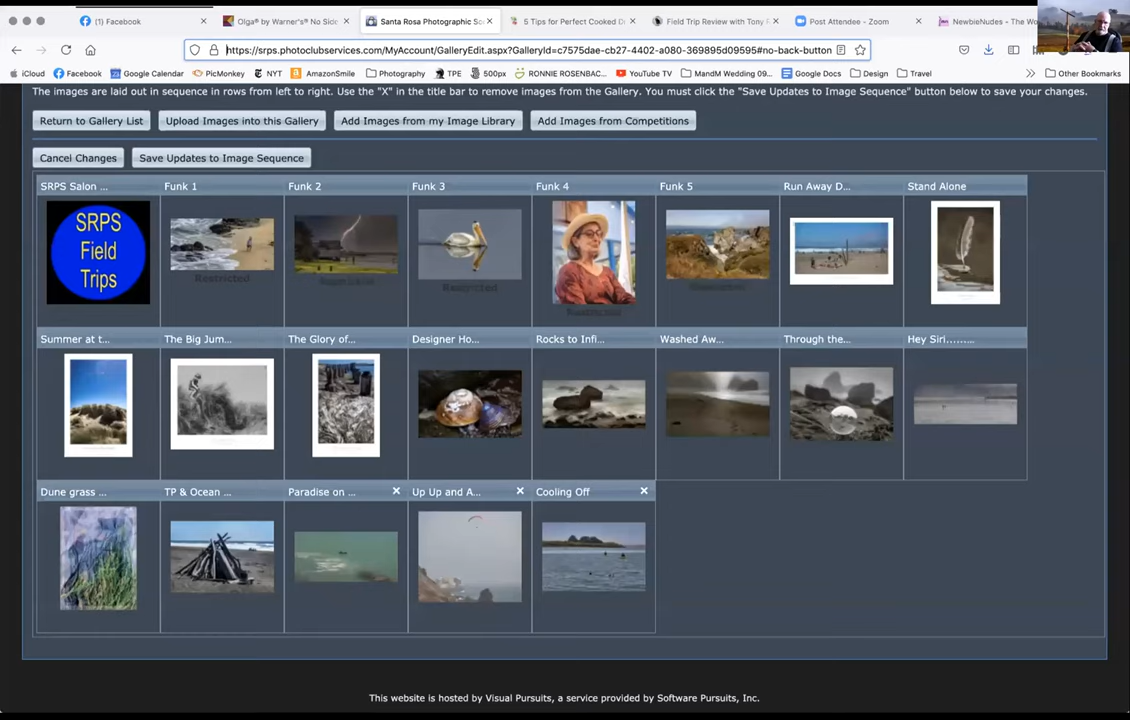 (1) Facebook
Olga® by Warner's® No Side
Santa Rosa Photographic So
5 Tips for Perfect Cooked D
Field Trip Review with Tony R
Post Attendee - Zoom
NewbieNudes - The Wo
https://srps.photoclubservices.com/MyAccount/GalleryEdit.aspx?GalleryId=c7575dae-cb27-4402-a080-369895d09595#no-back-button
iCloud Facebook Google Calendar PicMonkey NYT AmazonSmile Photography TPE 500px RONNIE ROSENBAC... YouTube TV MandM Wedding 09... Google Docs Design Travel Other Bookmarks
The images are laid out in sequence in rows from left to right. Use the "X" in the title bar to remove images from the Gallery. You must click the "Save Updates to Image Sequence" button below to save your changes.
Return to Gallery List Upload Images into this Gallery Add Images from my Image Library Add Images from Competitions
Cancel Changes Save Updates to Image Sequence
SRPS Salon ... Funk 1 Funk 2 Funk 3 Funk 4 Funk 5 Run Away D... Stand Alone
SRPS
Field
Trips
Restricted
Restricted
Restricted
Restricted
Restricted
Summer at t... The Big Jum... The Glory of... Designer Ho... Rocks to Infi... Washed Aw... Through the... Hey Siri.......
Dune grass ... TP & Ocean ... Paradise on ... Up Up and A... Cooling Off
This website is hosted by Visual Pursuits, a service provided by Software Pursuits, Inc.